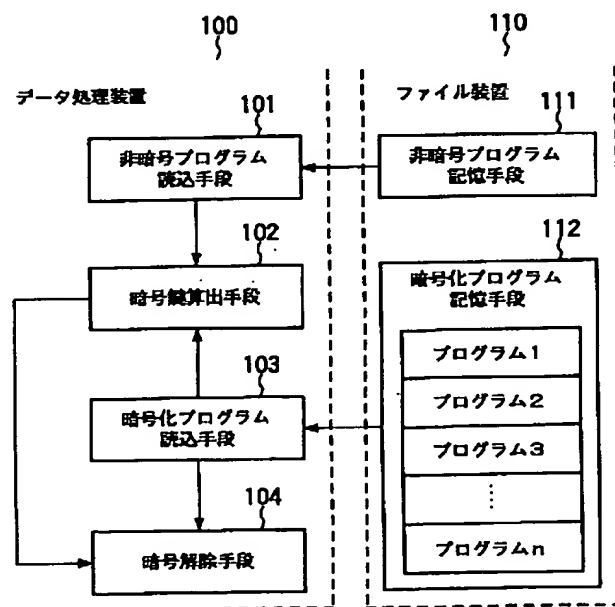 100
110
データ処理装置
ファイル装置
101
111
非暗号プログラム
読込手段
非暗号プログラム
記憶手段
102
112
暗号鍵算出手段
暗号化プログラム
記憶手段
プログラム1
プログラム2
プログラム3
⋮
プログラムn
103
暗号化プログラム
読込手段
104
暗号解除手段